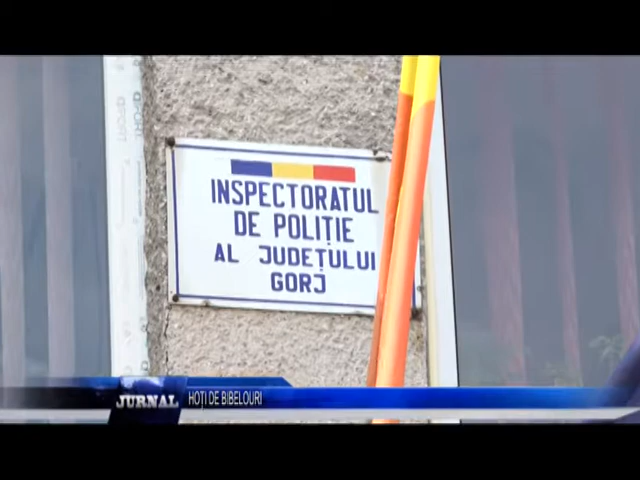 INSPECTORATUL
DE POLIȚIE
AL JUDEȚULUI
GORJ
JURNAL
HOȚI DE BIBELOURI